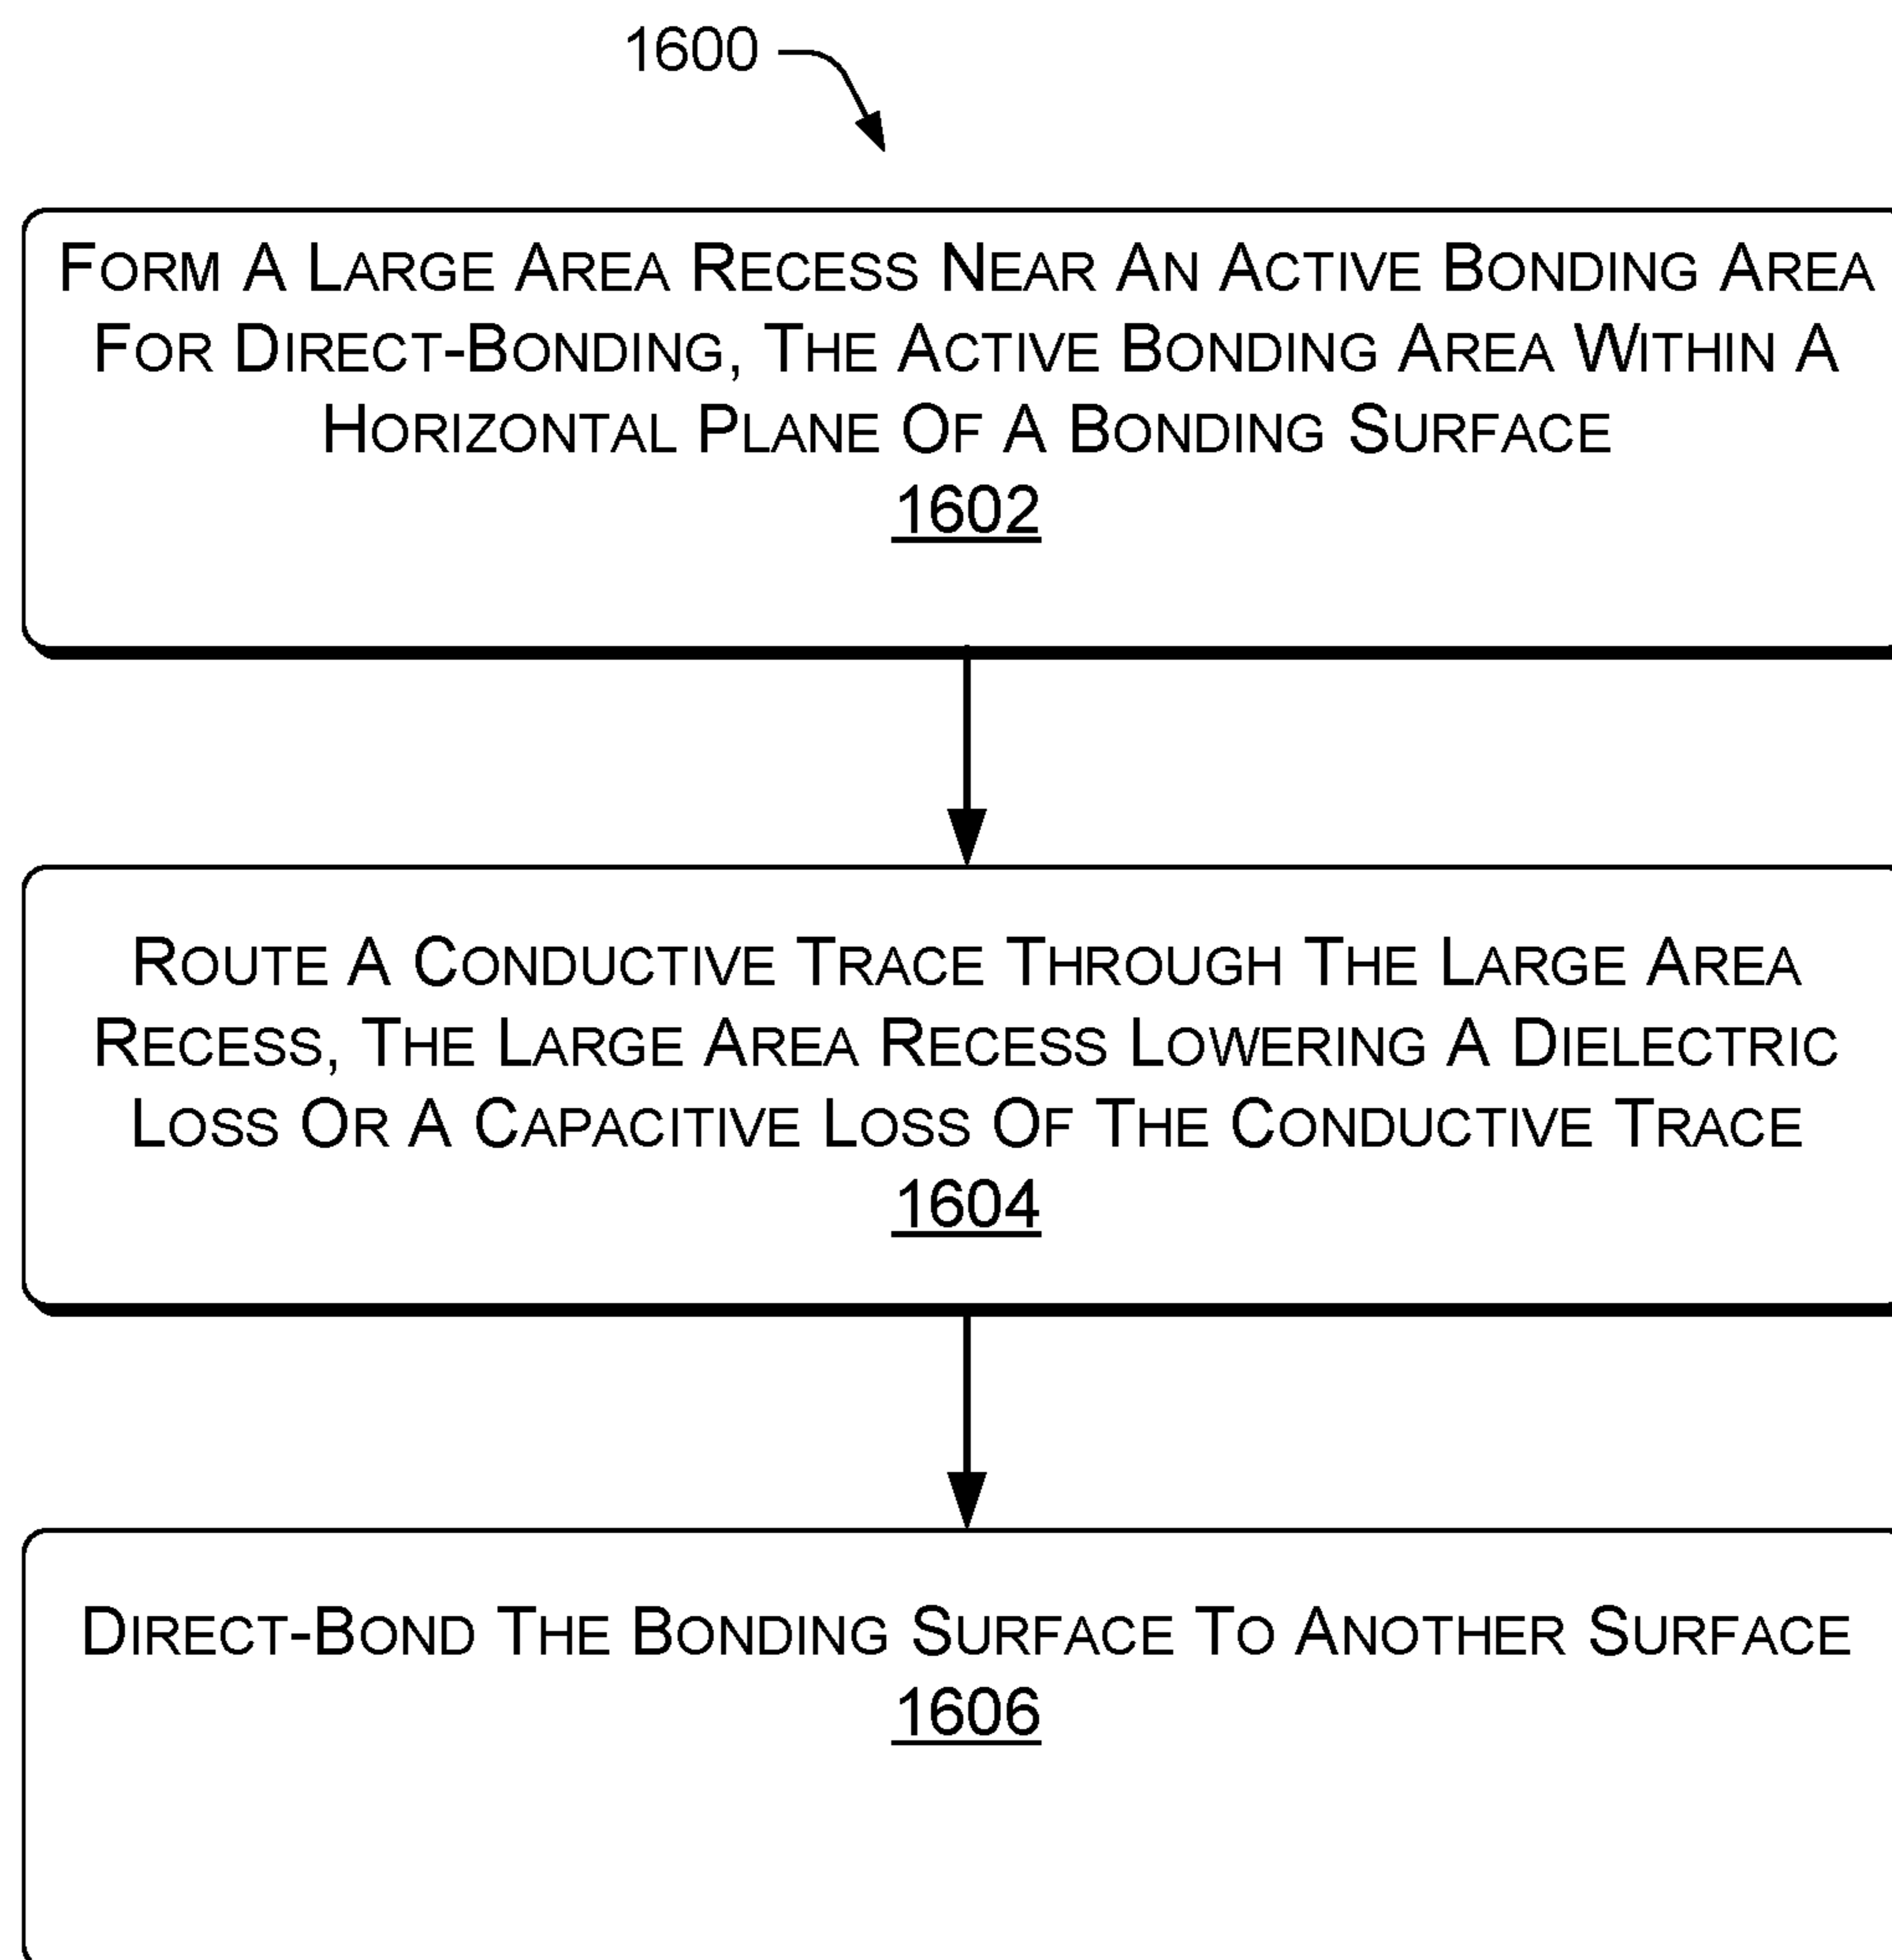 1600
FORM A LARGE AREA RECESS NEAR AN ACTIVE BONDING AREA
FOR DIRECT-BONDING, THE ACTIVE BONDING AREA WITHIN A
HORIZONTAL PLANE OF A BONDING SURFACE
1602
ROUTE A CONDUCTIVE TRACE THROUGH THE LARGE AREA
RECESS, THE LARGE AREA RECESS LOWERING A DIELECTRIC
LOSS OR A CAPACITIVE LOSS OF THE CONDUCTIVE TRACE
1604
DIRECT-BOND THE BONDING SURFACE TO ANOTHER SURFACE
1606